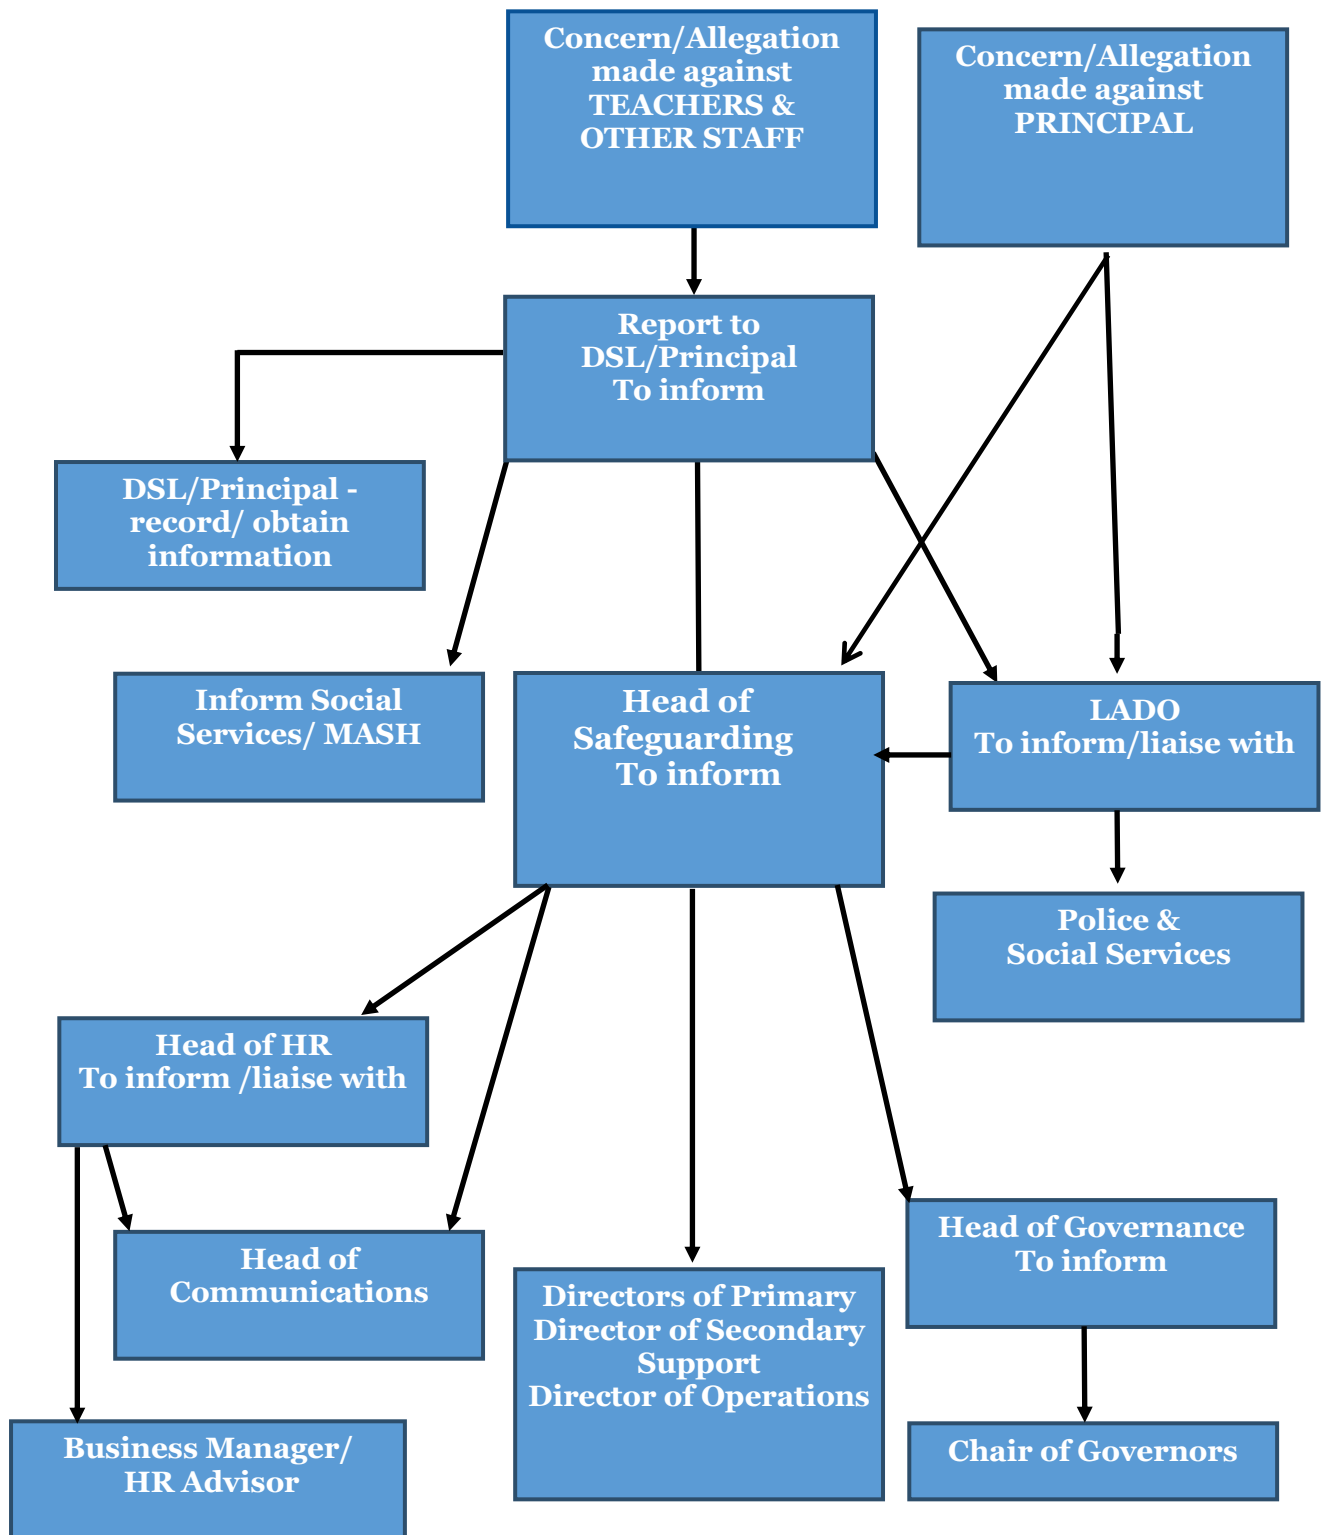 Concern/Allegation
made against
TEACHERS &
OTHER STAFF
Concern/Allegation
made against
PRINCIPAL
Report to
DSL/Principal
To inform
DSL/Principal -
record/ obtain
information
Inform Social
Services/ MASH
Head of
Safeguarding
To inform
LADO
To inform/liaise with
Police &
Social Services
Head of HR
To inform /liaise with
Head of
Communications
Directors of Primary
Director of Secondary
Support
Director of Operations
Head of Governance
To inform
Business Manager/
HR Advisor
Chair of Governors